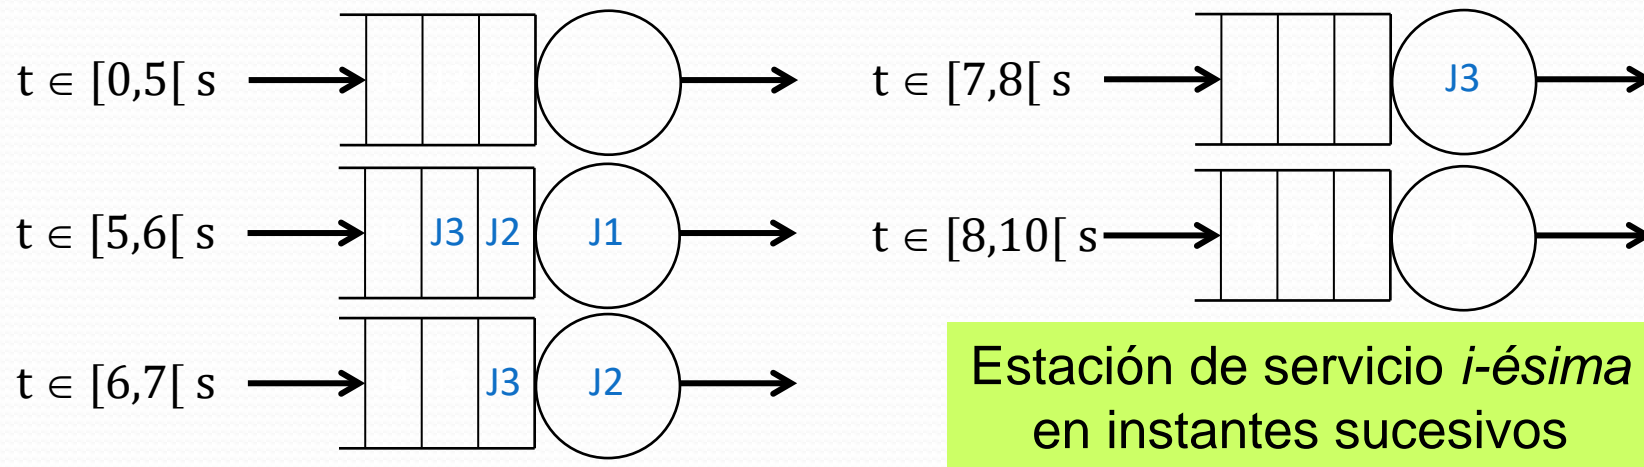 t ∈ [0,5[ s
t ∈ [5,6[ s
J3 J2 J1
t ∈ [6,7[ s
J3 J2
t ∈ [7,8[ s
J3
t ∈ [8,10[ s
Estación de servicio i-ésima
en instantes sucesivos